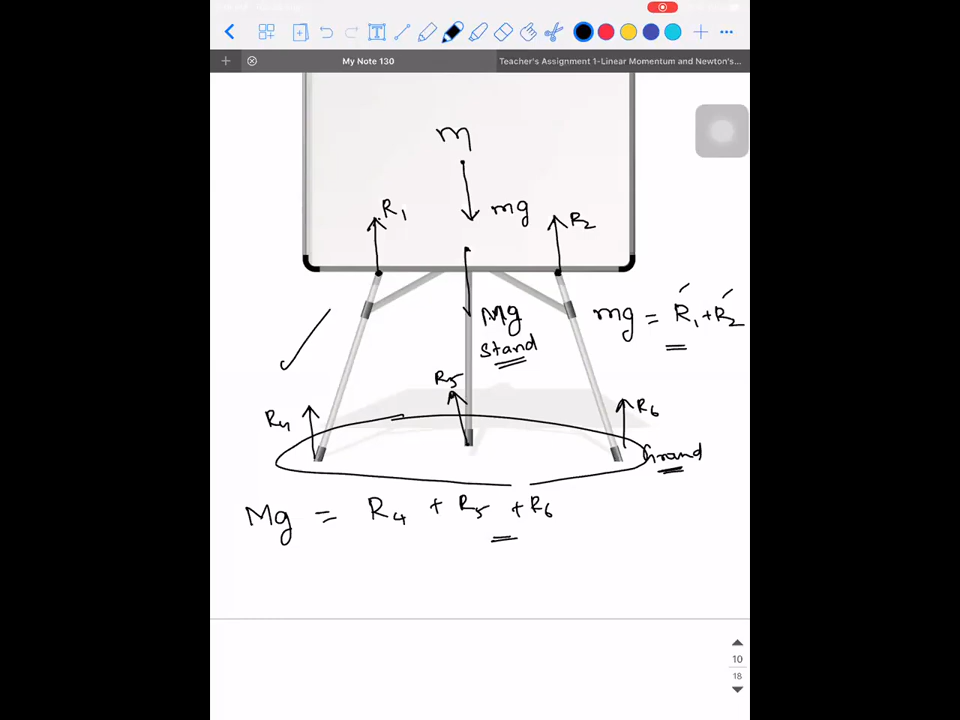 My Note 130
Teacher's Assignment 1-Linear Momentum and Newton's...
m
mg
R1
R2
Mg
Stand
mg = R1 + R2
R5
R4
R6
Grand
Mg = R4 + R5 + R6
10
18